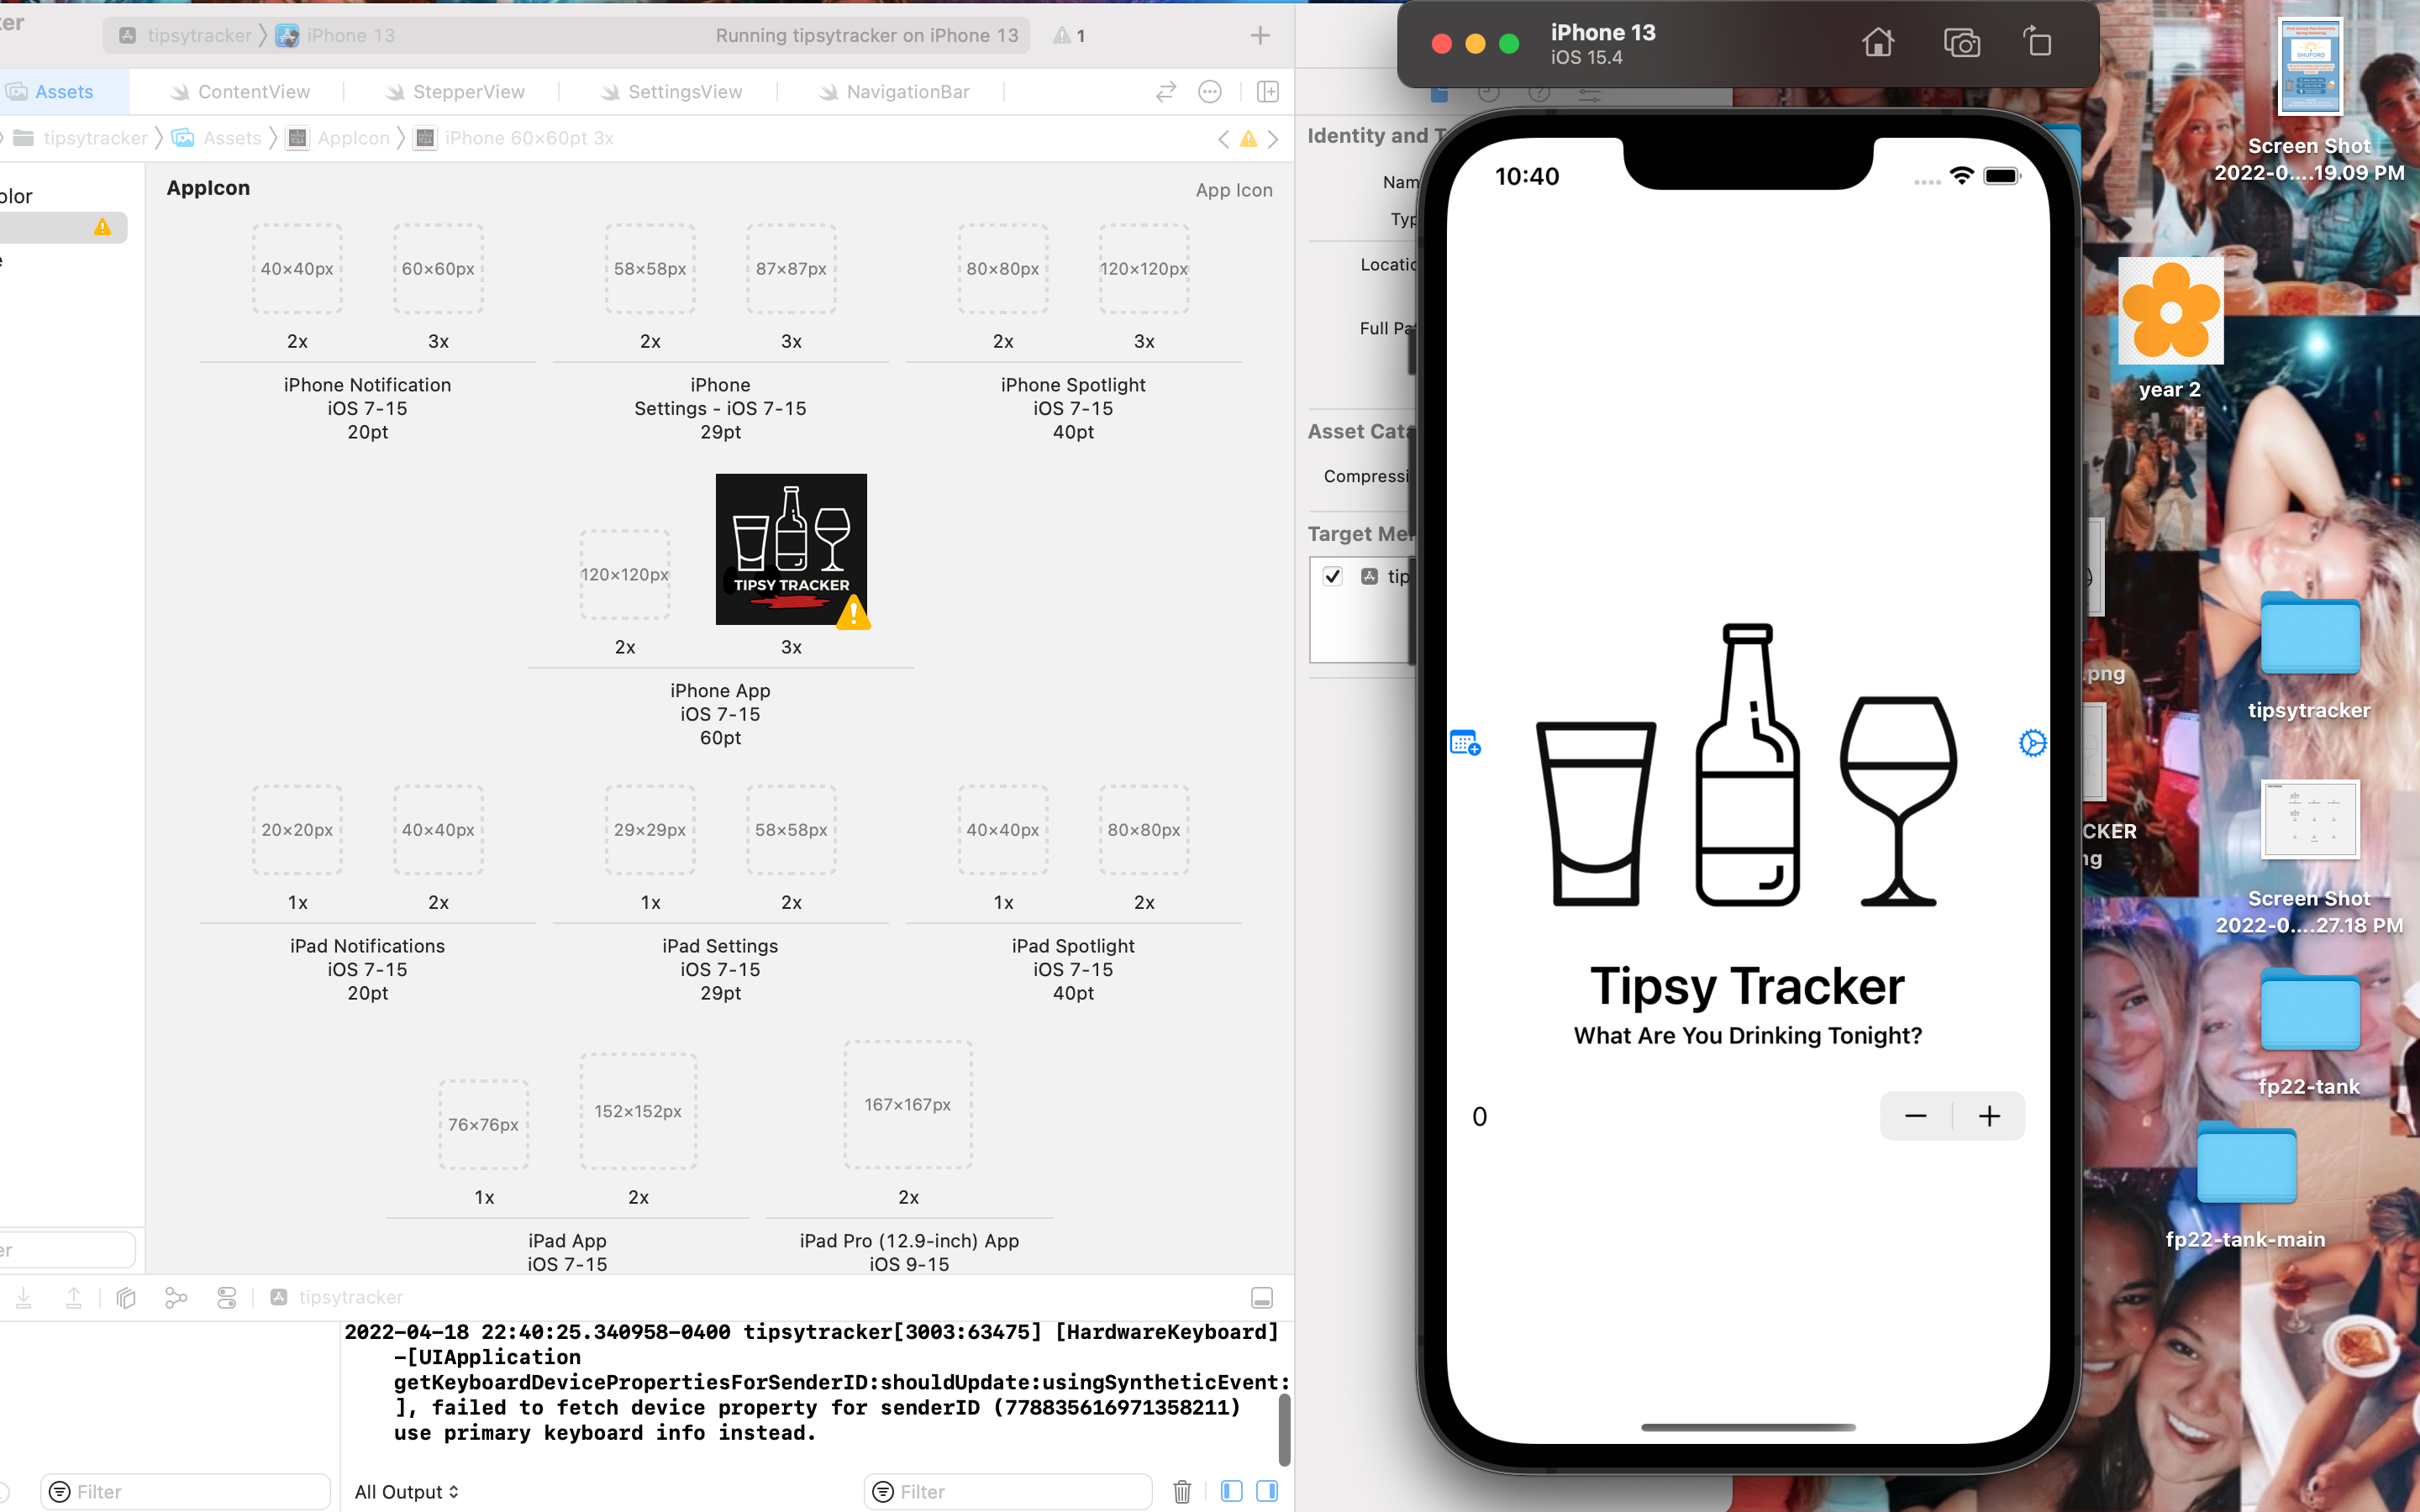 ker
tipsytracker
iPhone 13
Running tipsytracker on iPhone 13
1
Assets
ContentView
StepperView
SettingsView
NavigationBar
tipsytracker
Assets
AppIcon
iPhone 60×60pt 3x
olor
e
AppIcon
App Icon
40×40px
60×60px
58×58px
87×87px
80×80px
120×120px
2x
3x
2x
3x
2x
3x
iPhone Notification
iOS 7-15
20pt
iPhone
Settings - iOS 7-15
29pt
iPhone Spotlight
iOS 7-15
40pt
120×120px
TIPSY TRACKER
2x
3x
iPhone App
iOS 7-15
60pt
20×20px
40×40px
29×29px
58×58px
40×40px
80×80px
1x
2x
1x
2x
1x
2x
iPad Notifications
iOS 7-15
20pt
iPad Settings
iOS 7-15
29pt
iPad Spotlight
iOS 7-15
40pt
76×76px
152×152px
167×167px
1x
2x
2x
iPad App
iOS 7-15
iPad Pro (12.9-inch) App
iOS 9-15
er
tipsytracker
2022-04-18 22:40:25.340958-0400 tipsytracker[3003:63475] [HardwareKeyboard]
-[UIApplication
getKeyboardDevicePropertiesForSenderID:shouldUpdate:usingSyntheticEvent:
], failed to fetch device property for senderID (778835616971358211)
use primary keyboard info instead.
Filter
All Output
Filter
Identity and T
Nam
Typ
Locatio
Full Pa
Asset Cata
Compressi
Target Me
tip
iPhone 13
iOS 15.4
10:40
Tipsy Tracker
What Are You Drinking Tonight?
0
− +
SHUFORD
Screen Shot
2022-0....19.09 PM
year 2
.png
tipsytracker
CKER
ng
Screen Shot
2022-0....27.18 PM
fp22-tank
fp22-tank-main